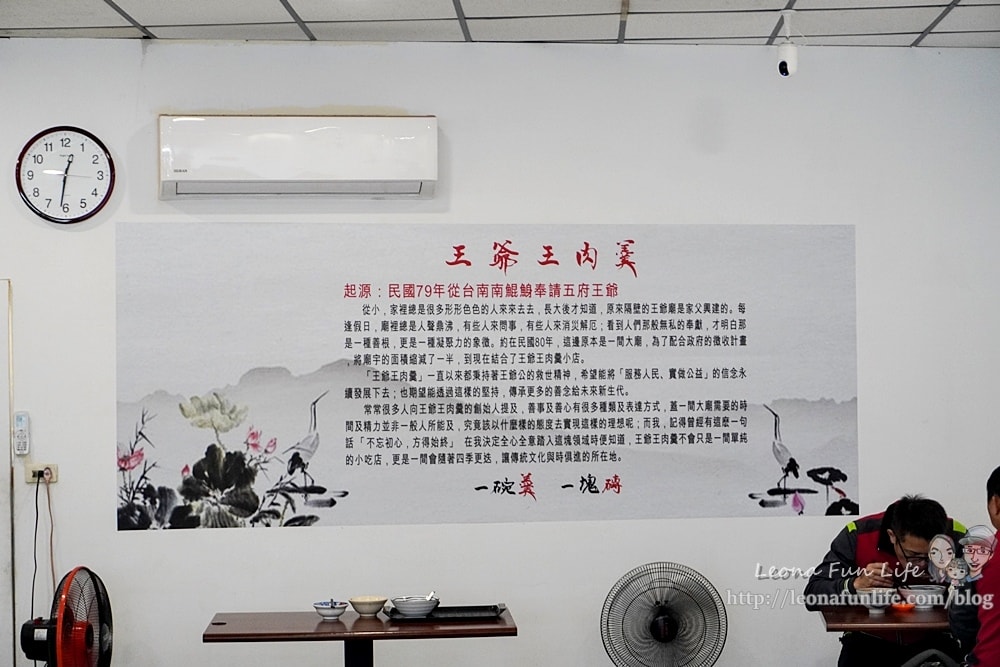 王爺王肉羹
起源：民國79年從台南南鯤鯓奉請五府王爺
從小，家裡總是很多形形色色的人來來去去，長大後才知道，原來隔壁的王爺廟是家父興建的。每
逢假日，廟裡總是人聲鼎沸，有些人來問事，有些人來消災解厄；看到人們那般無私的奉獻，才明白那
是一種善根，更是一種凝聚力的象徵。約在民國80年，這邊原本是一間大廟，為了配合政府的徵收計畫
，將廟宇的面積縮減了一半，到現在結合了王爺王肉羹小店。
「王爺王肉羹」一直以來都秉持著王爺公的救世精神，希望能將「服務人民、實做公益」的信念永
續發展下去；也期望能透過這樣的堅持，傳承更多的善念給未來新生代。
常常很多人向王爺王肉羹的創始人提及，善事及善心有很多種類及表達方式，蓋一間大廟需要的時
間及精力並非一般人所能及，究竟該以什麼樣的態度去實現這樣的理想呢；而我，記得曾經有這麼一句
話「不忘初心，方得始終」 在我決定全心全意踏入這塊領域時便知道，王爺王肉羹不會只是一間單純
的小吃店，更是一間會隨著四季更迭，讓傳統文化與時俱進的所在地。
一碗羹 一塊磚
12
1
2
3
4
5
6
7
8
9
10
11
Leona Fun Life
http://leonafunlife.com/blog